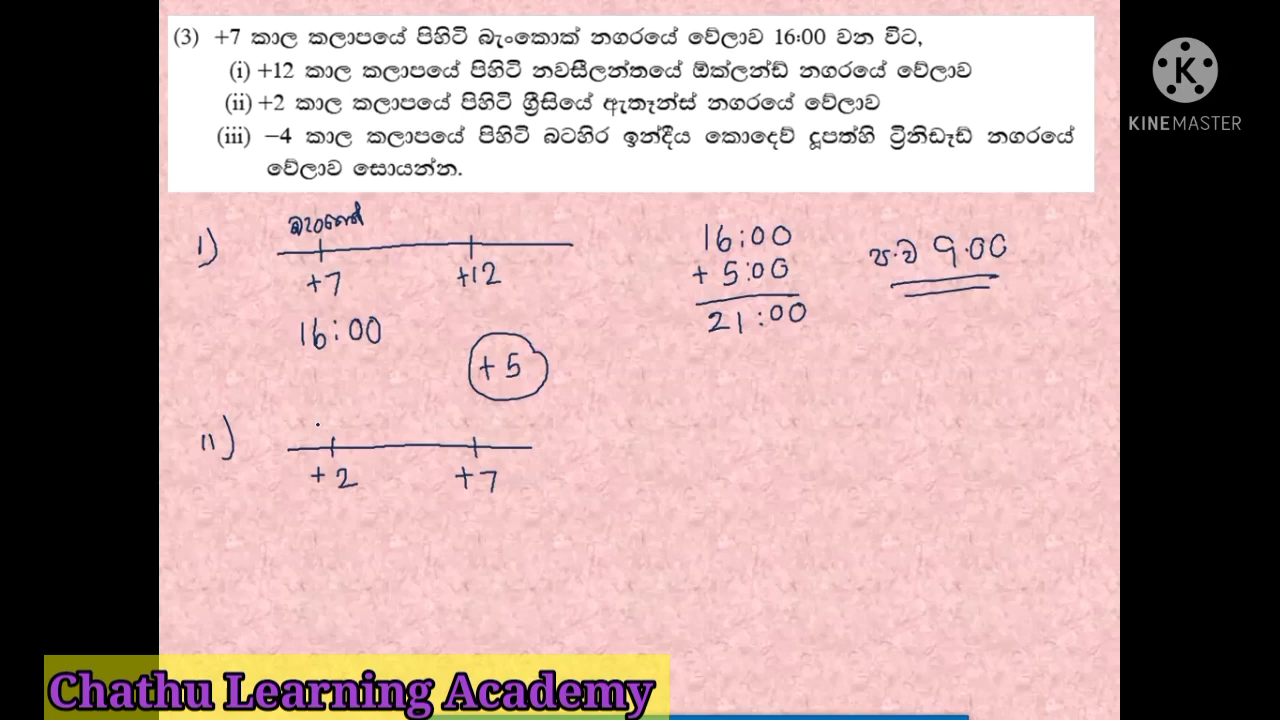 (3) +7 කාල කලාපයේ පිහිටි බැංකොක් නගරයේ වේලාව 16:00 වන විට,
(i) +12 කාල කලාපයේ පිහිටි නවසීලන්තයේ ඕක්ලන්ඩ් නගරයේ වේලාව
(ii) +2 කාල කලාපයේ පිහිටි ග්‍රීසියේ ඇතැන්ස් නගරයේ වේලාව
(iii) −4 කාල කලාපයේ පිහිටි බටහිර ඉන්දීය කොදෙව් දූපත්හි ට්‍රිනිඩෑඩ් නගරයේ
වේලාව සොයන්න.
KINEMASTER
I)
+7 +12
16:00
+5
16:00
+ 5:00
21:00
ප.ව 9.00
II)
+2 +7
Chathu Learning Academy